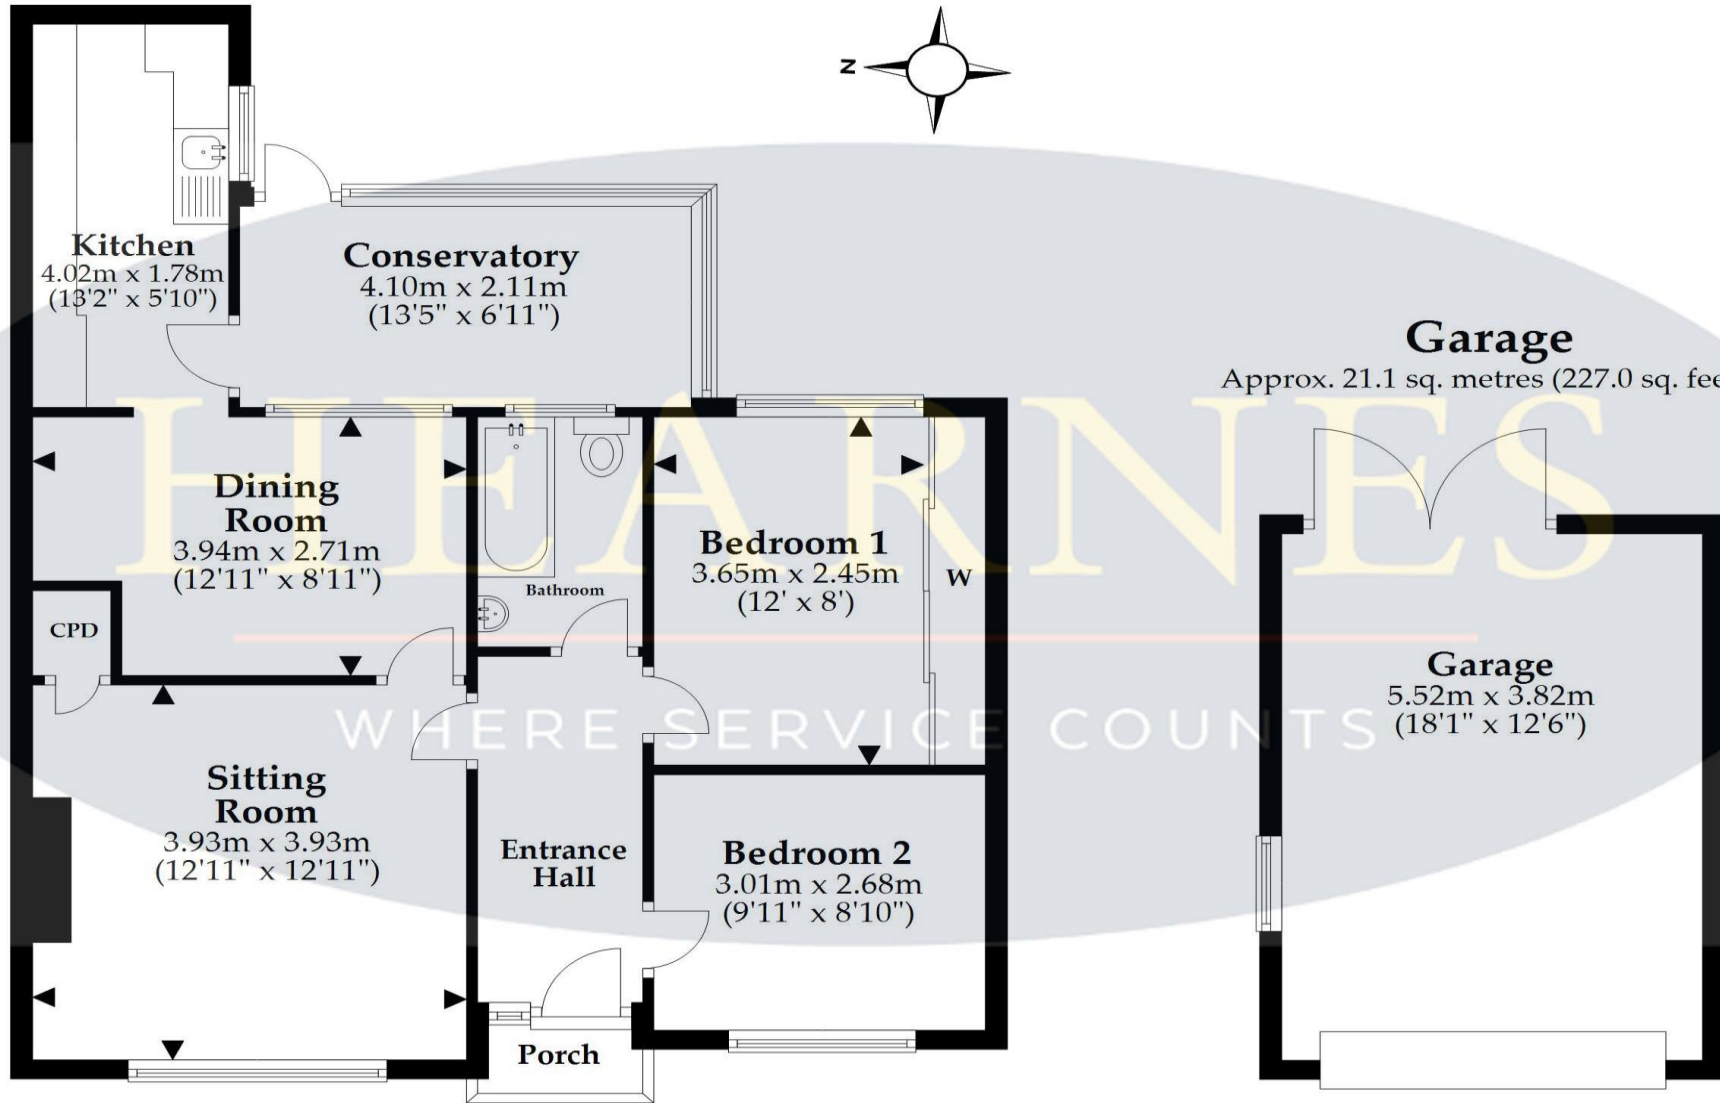 N
Kitchen
4.02m x 1.78m
(13'2" x 5'10")
Conservatory
4.10m x 2.11m
(13'5" x 6'11")
Garage
Approx. 21.1 sq. metres (227.0 sq. fee
HEARNES
WHERE SERVICE COUNTS
Dining
Room
3.94m x 2.71m
(12'11" x 8'11")
Bathroom
Bedroom 1
3.65m x 2.45m
(12' x 8')
W
CPD
Garage
5.52m x 3.82m
(18'1" x 12'6")
Sitting
Room
3.93m x 3.93m
(12'11" x 12'11")
Entrance
Hall
Bedroom 2
3.01m x 2.68m
(9'11" x 8'10")
Porch